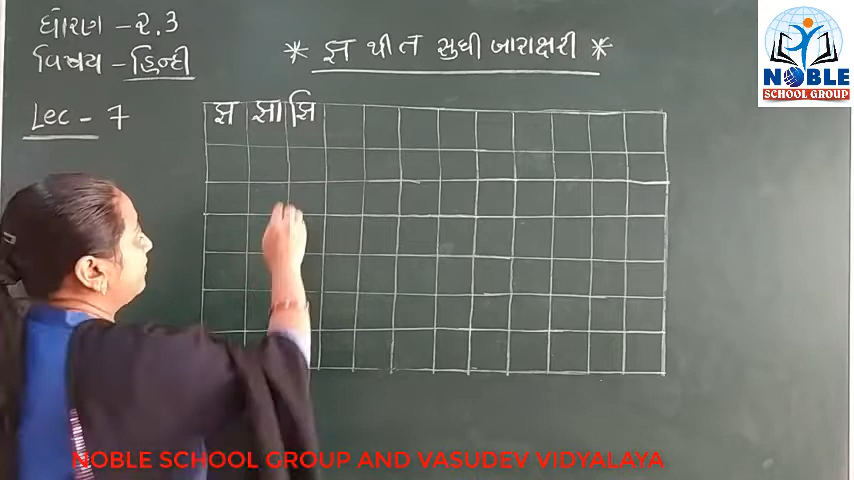 ધોરણ - ૨.૩
વિષય - હિન્દી
Lec - 7
* ઝ થી ત સુધી બારાક્ષરી *
झ झा झि
NOBLE
SCHOOL GROUP
NOBLE SCHOOL GROUP AND VASUDEV VIDYALAYA